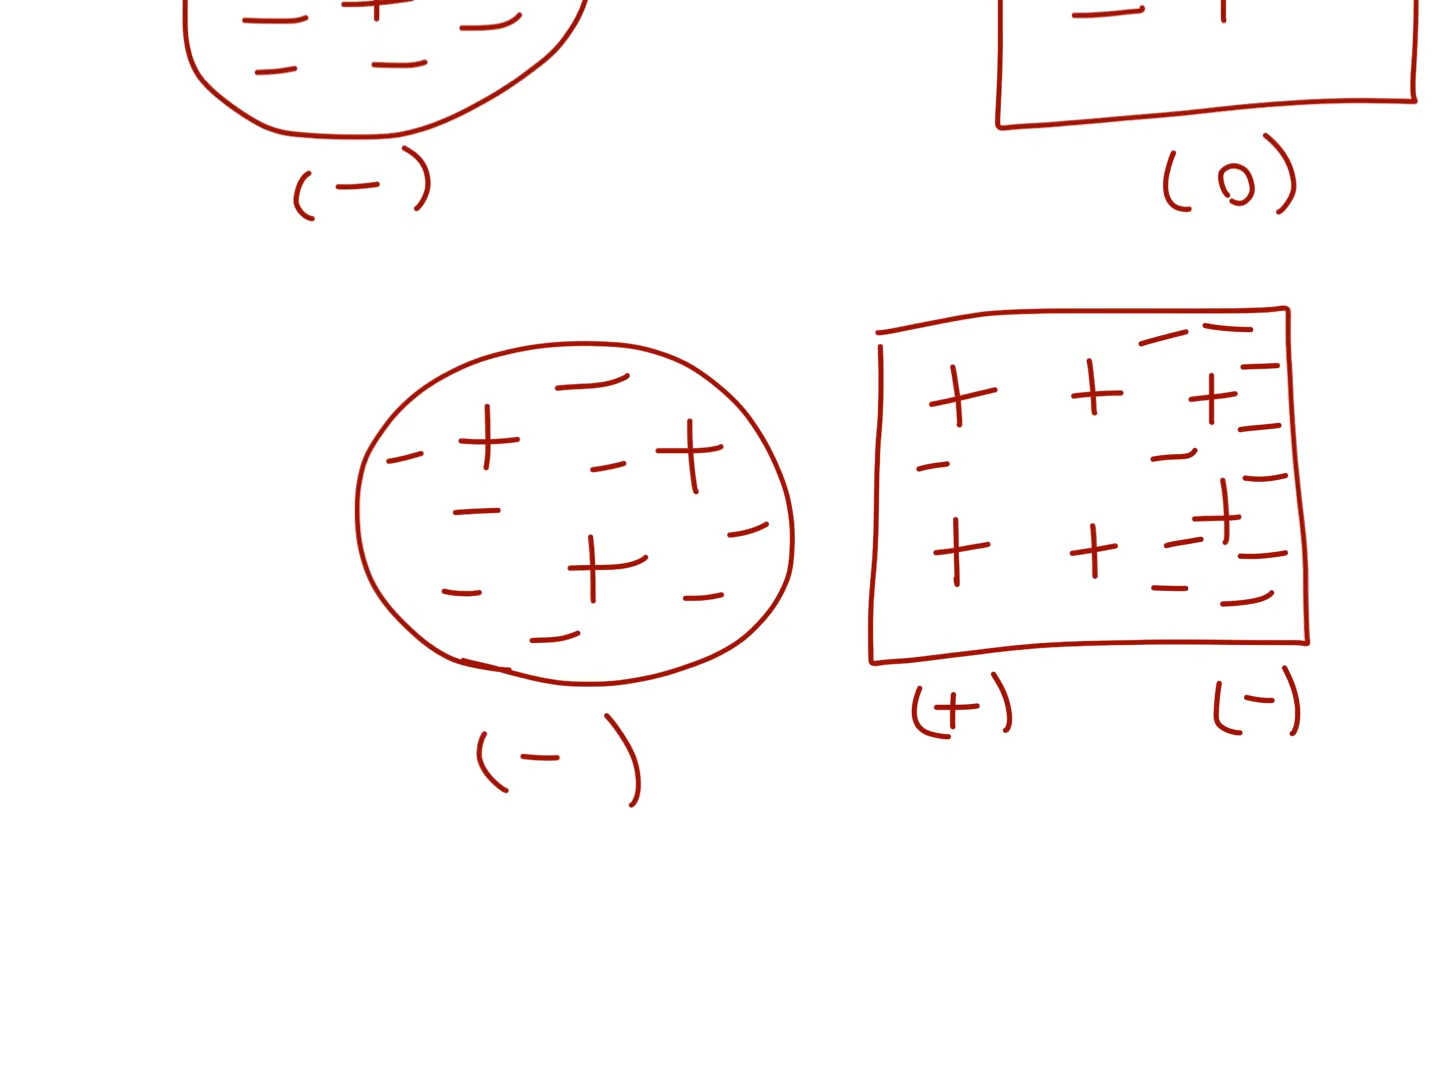 − + −
− −
− +
(−) (0)
− − −
+ + +
− + − + − −
− − −
+ + + − −
− − − − −
−
(+) (−)
(−)